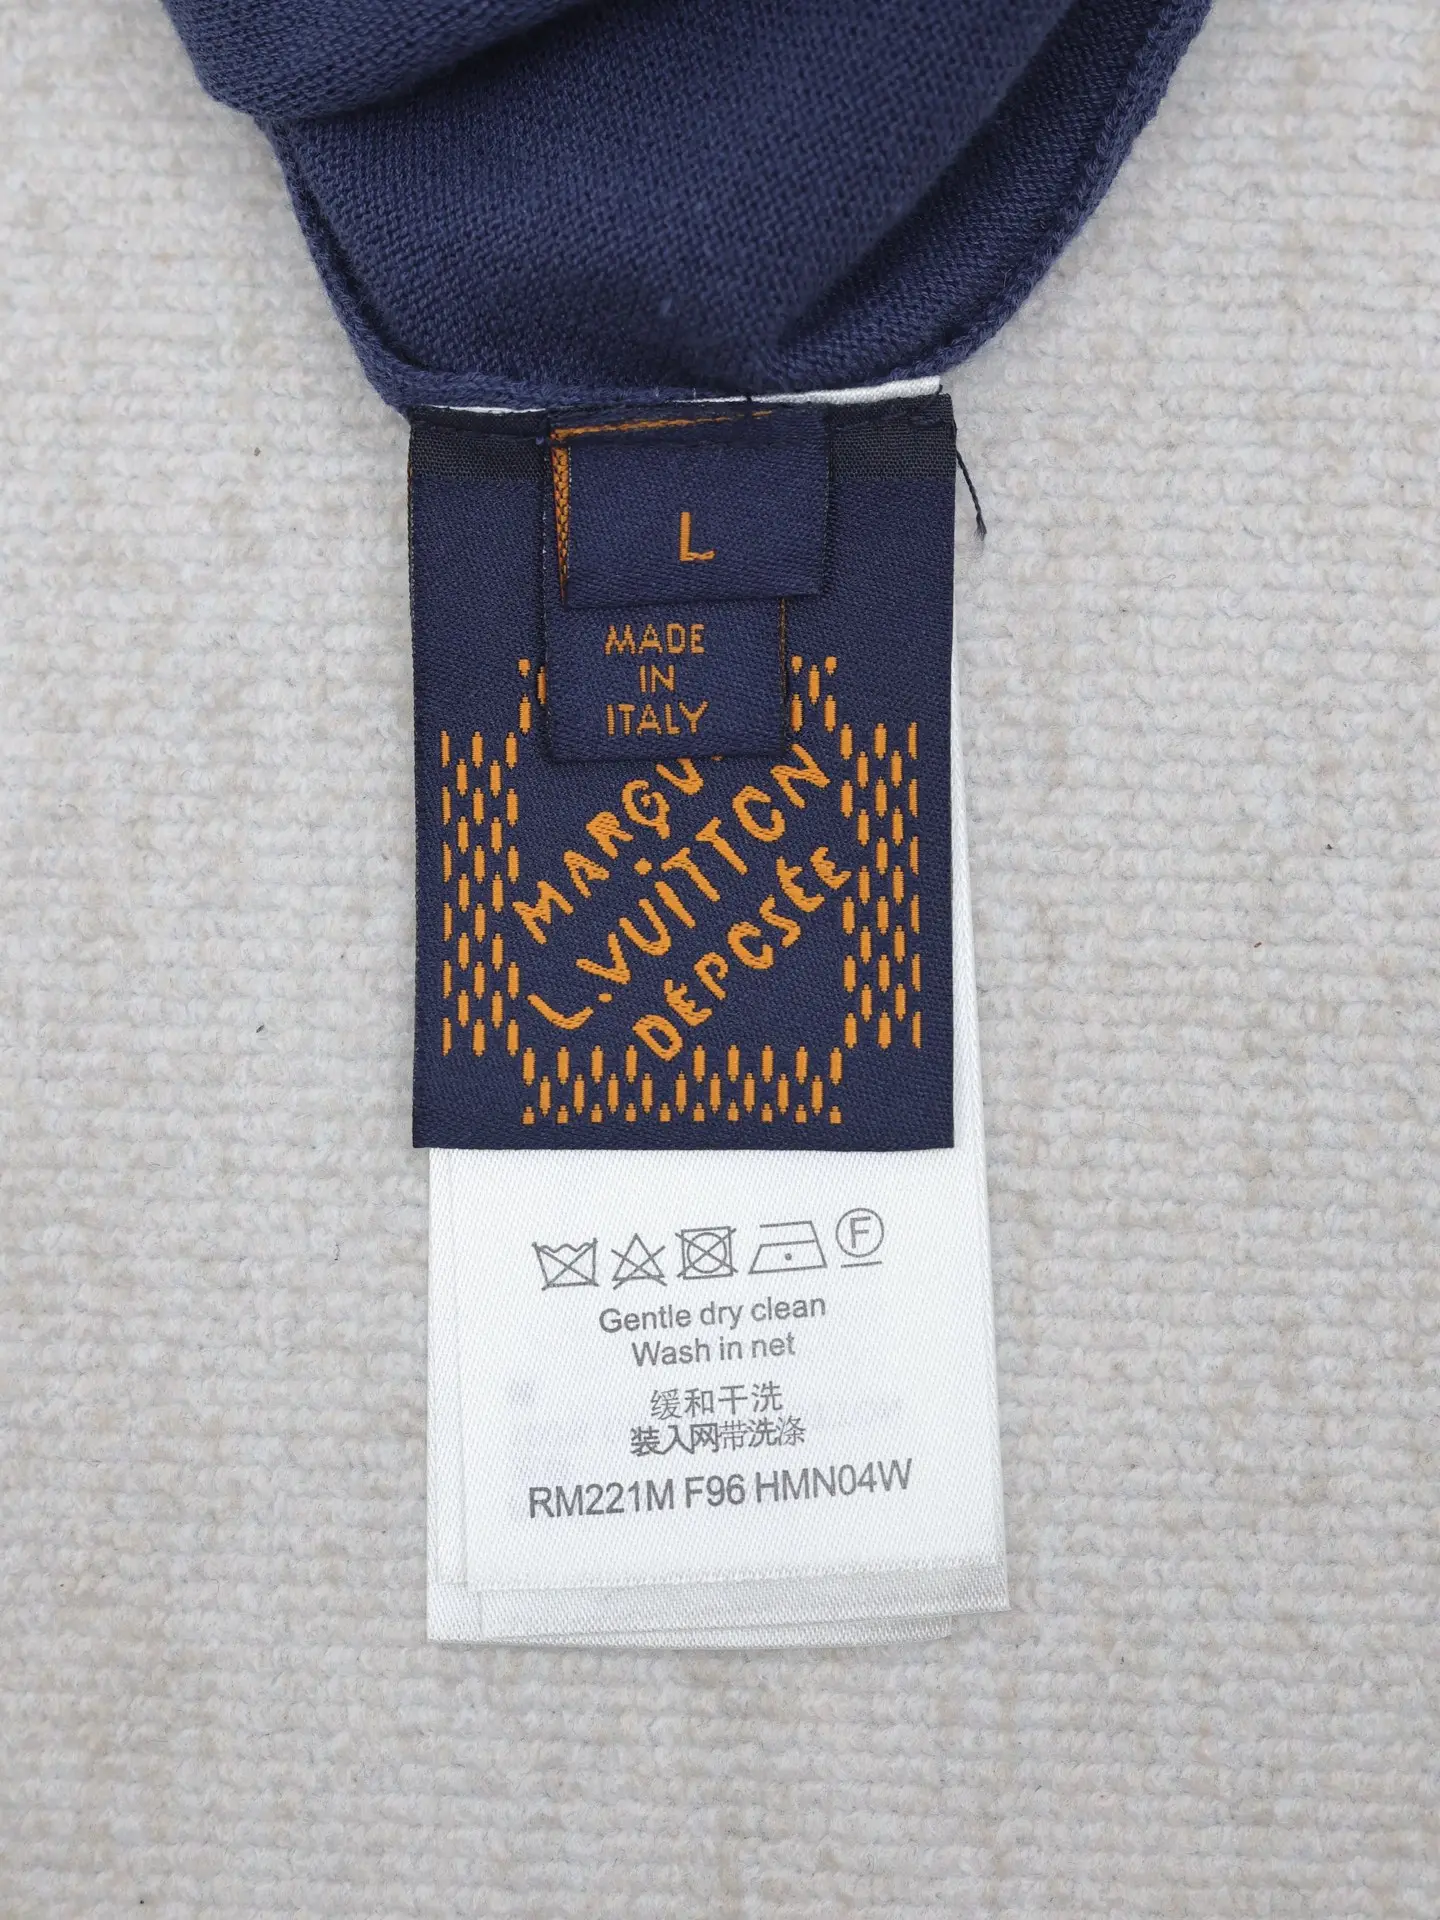 L
MADE
IN
ITALY
L.VUITTON
DÉPOSÉE
F
Gentle dry clean
Wash in net
缓和干洗
装入网带洗涤
RM221M F96 HMN04W